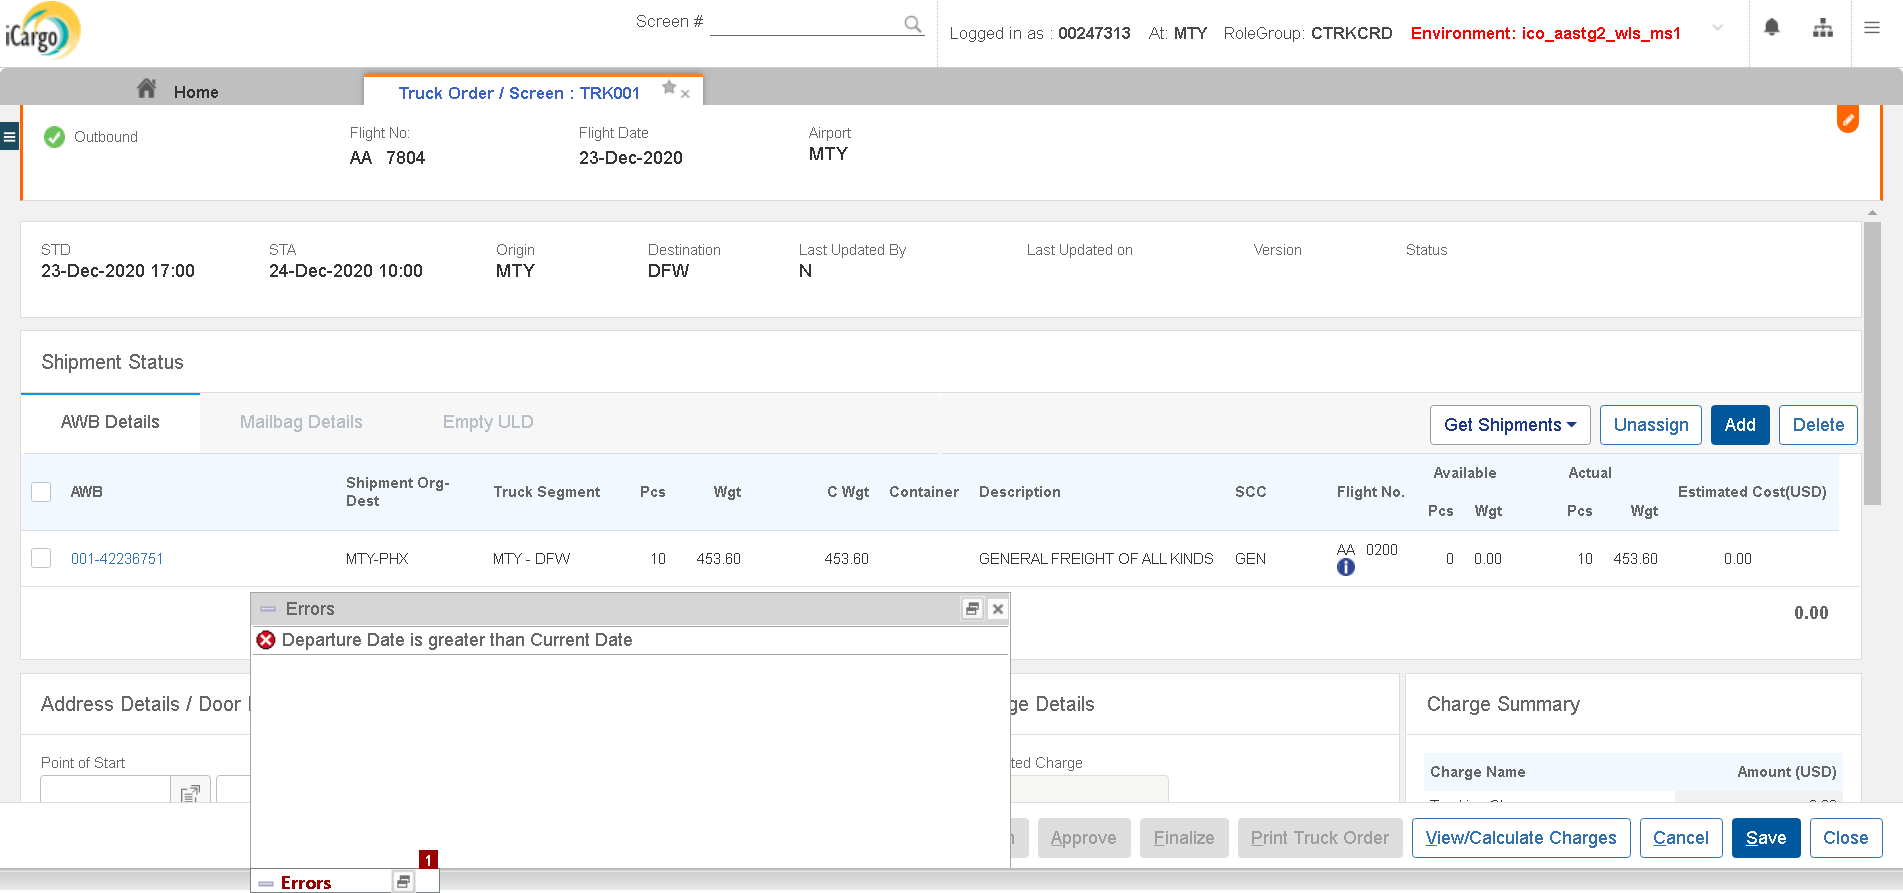 iCargo
Screen #
Logged in as : 00247313 At: MTY RoleGroup: CTRKCRD Environment: ico_aastg2_wls_ms1
Home
Truck Order / Screen : TRK001
Outbound
Flight No:
AA 7804
Flight Date
23-Dec-2020
Airport
MTY
STD
23-Dec-2020 17:00
STA
24-Dec-2020 10:00
Origin
MTY
Destination
DFW
Last Updated By
N
Last Updated on
Version
Status
Shipment Status
AWB Details
Mailbag Details
Empty ULD
Get Shipments
Unassign
Add
Delete
AWB
Shipment Org-
Dest
Truck Segment
Pcs
Wgt
C Wgt
Container
Description
SCC
Flight No.
Available
Pcs Wgt
Actual
Pcs Wgt
Estimated Cost(USD)
001-42236751 MTY-PHX MTY - DFW 10 453.60 453.60 GENERAL FREIGHT OF ALL KINDS GEN AA 0200 0 0.00 10 453.60 0.00
0.00
Errors
Departure Date is greater than Current Date
Address Details / Door
ge Details
Charge Summary
Point of Start
ted Charge
Charge Name Amount (USD)
Approve
Finalize
Print Truck Order
View/Calculate Charges
Cancel
Save
Close
1
Errors